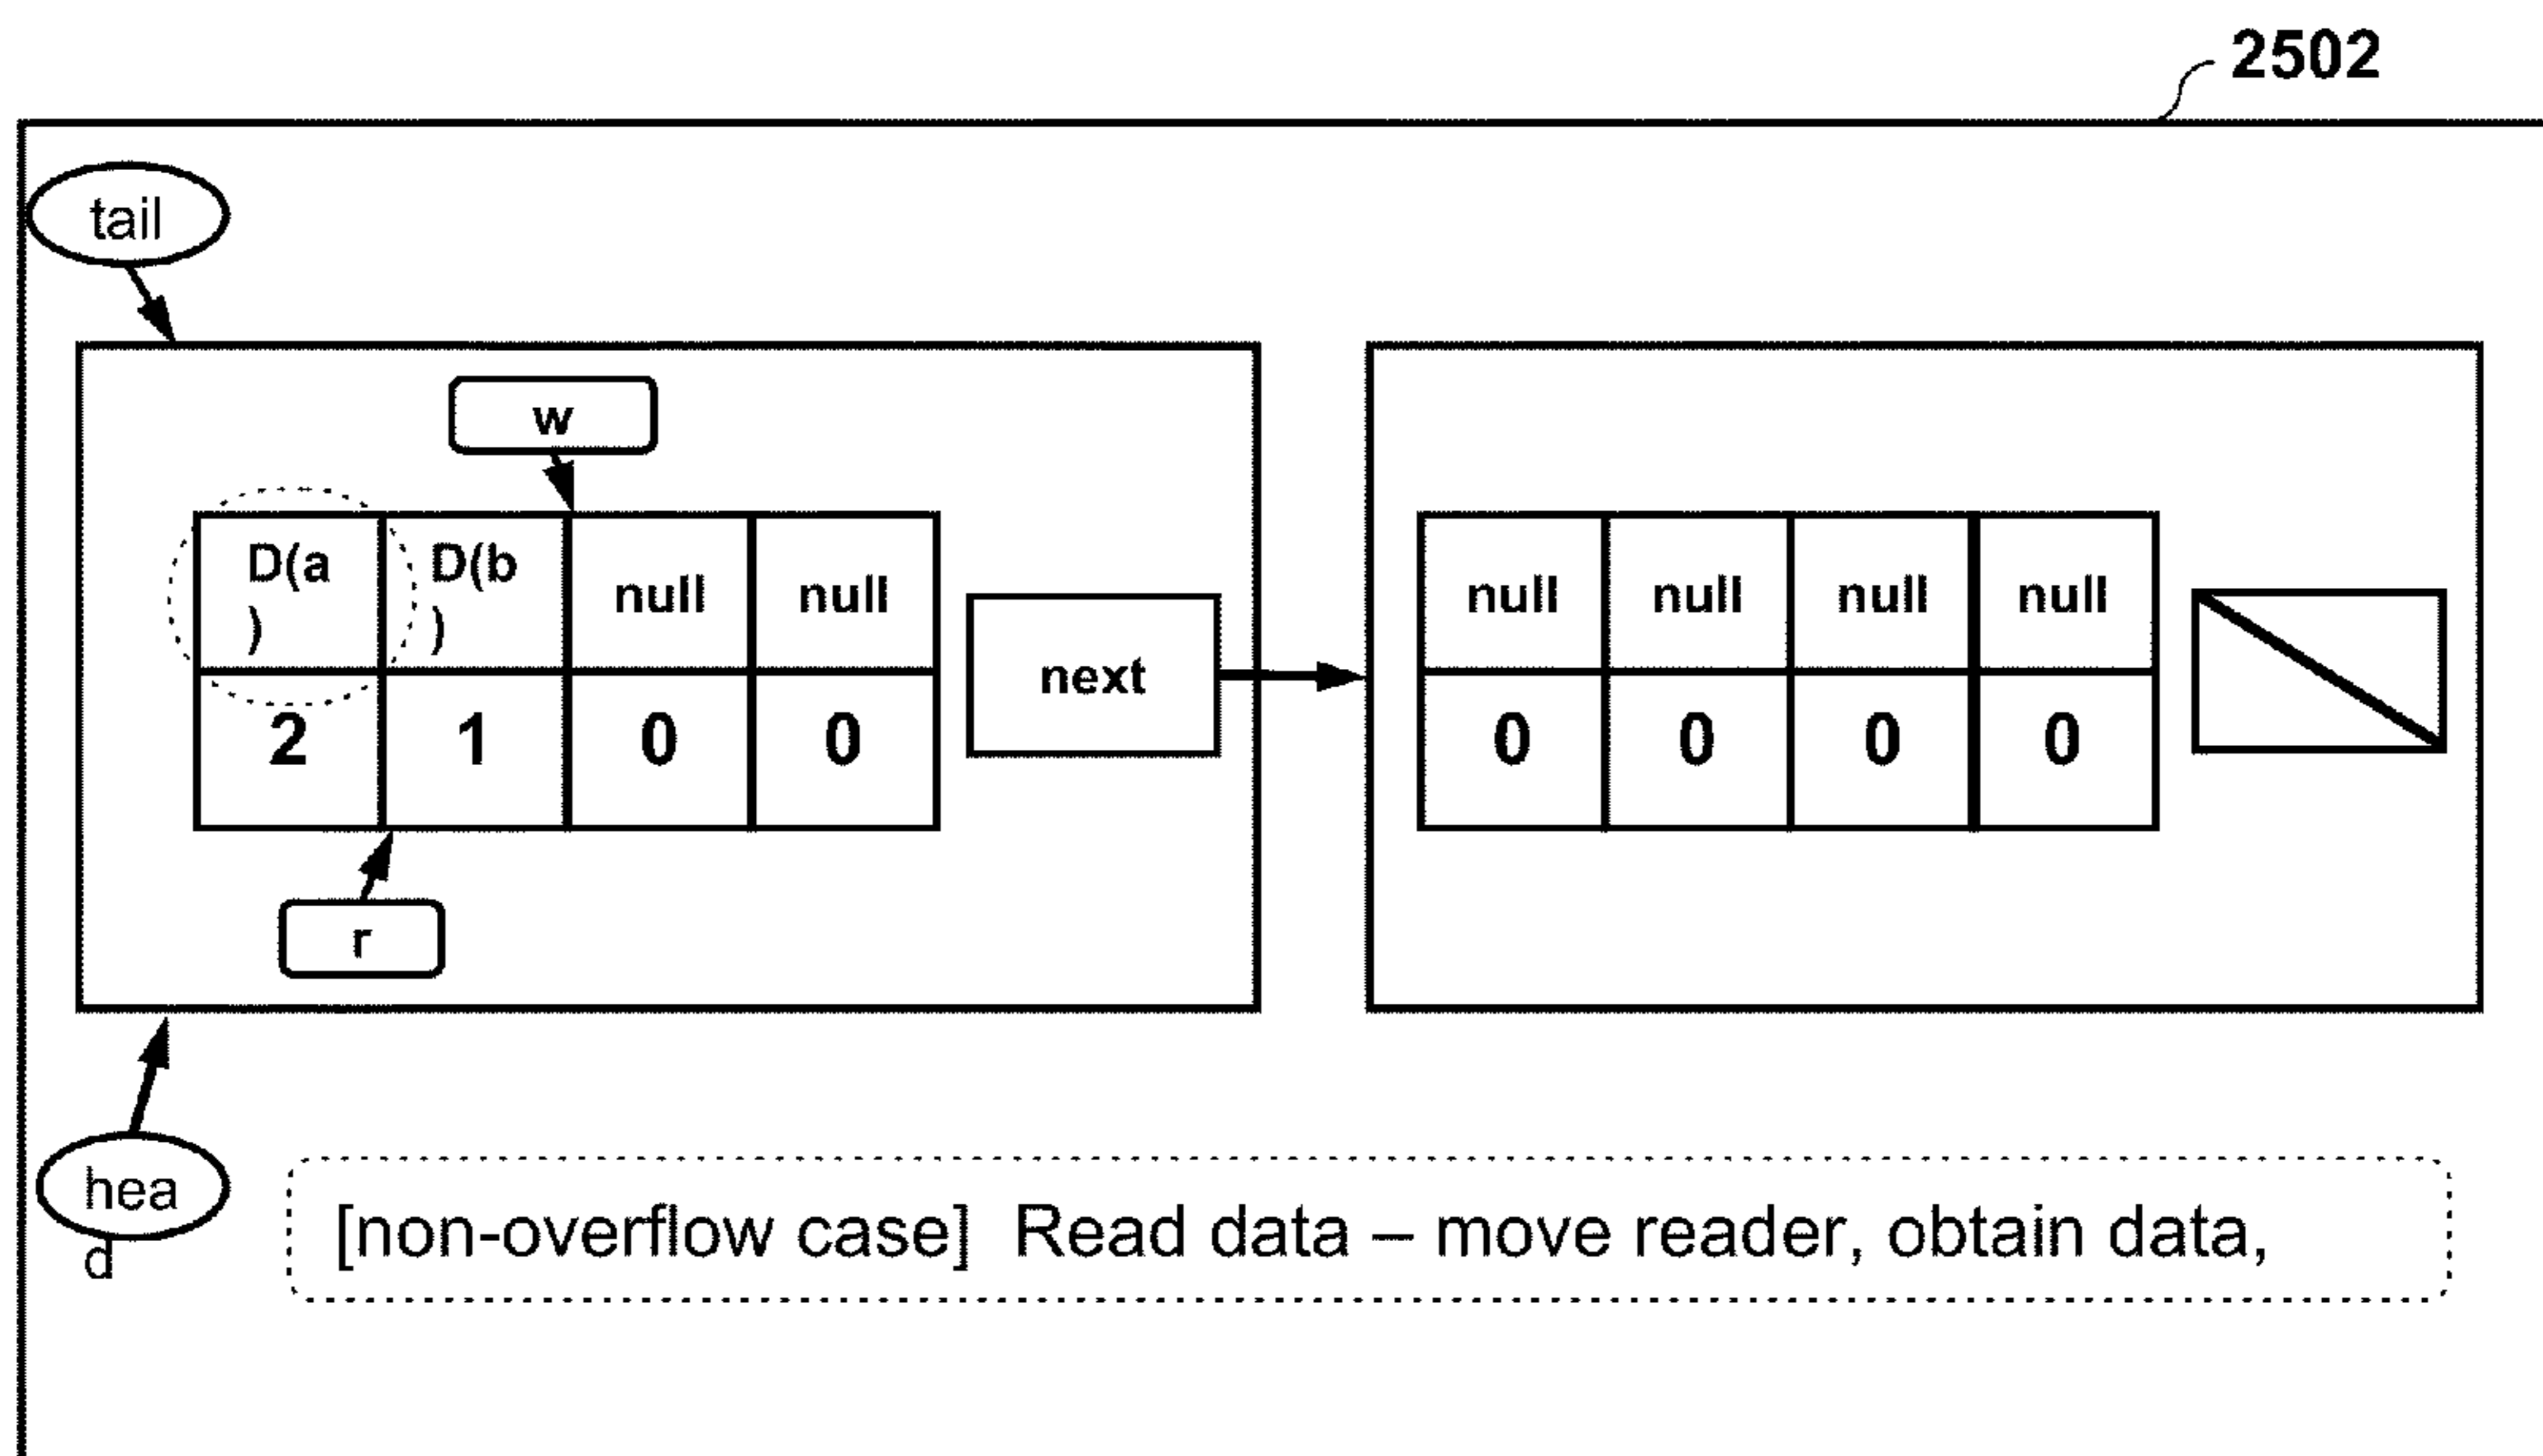 2502
tail
w
D(a
)
D(b
)
null
null
2
1
0
0
next
null
null
null
null
0
0
0
0
r
hea
d
[non-overflow case]  Read data – move reader, obtain data,